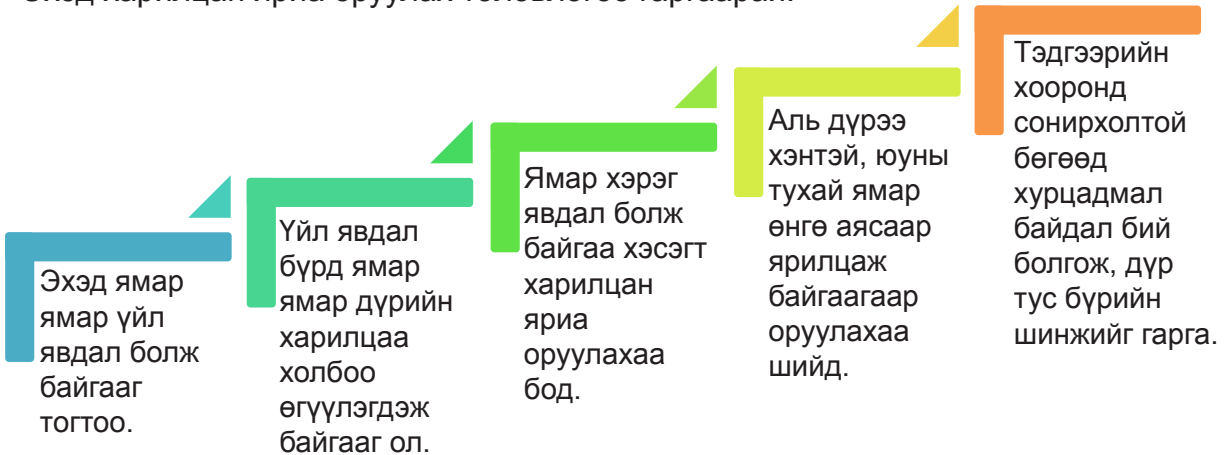 Эхэд ямар
ямар үйл
явдал болж
байгааг
тогтоо.
Үйл явдал
бүрд ямар
ямар дүрийн
харилцаа
холбоо
өгүүлэгдэж
байгааг ол.
Ямар хэрэг
явдал болж
байгаа хэсэгт
харилцан
яриа
оруулахаа
бод.
Аль дүрээ
хэнтэй, юуны
тухай ямар
өнгө аясаар
ярилцаж
байгаагаар
оруулахаа
шийд.
Тэдгээрийн
хооронд
сонирхолтой
бөгөөд
хурцадмал
байдал бий
болгож, дүр
тус бүрийн
шинжийг гарга.